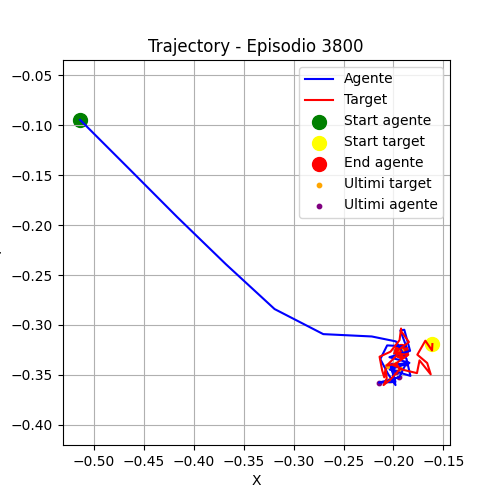 Trajectory - Episodio 3800
Agente
Target
Start agente
Start target
End agente
Ultimi target
Ultimi agente
−0.05
−0.10
−0.15
−0.20
−0.25
−0.30
−0.35
−0.40
−0.50
−0.45
−0.40
−0.35
−0.30
−0.25
−0.20
−0.15
X